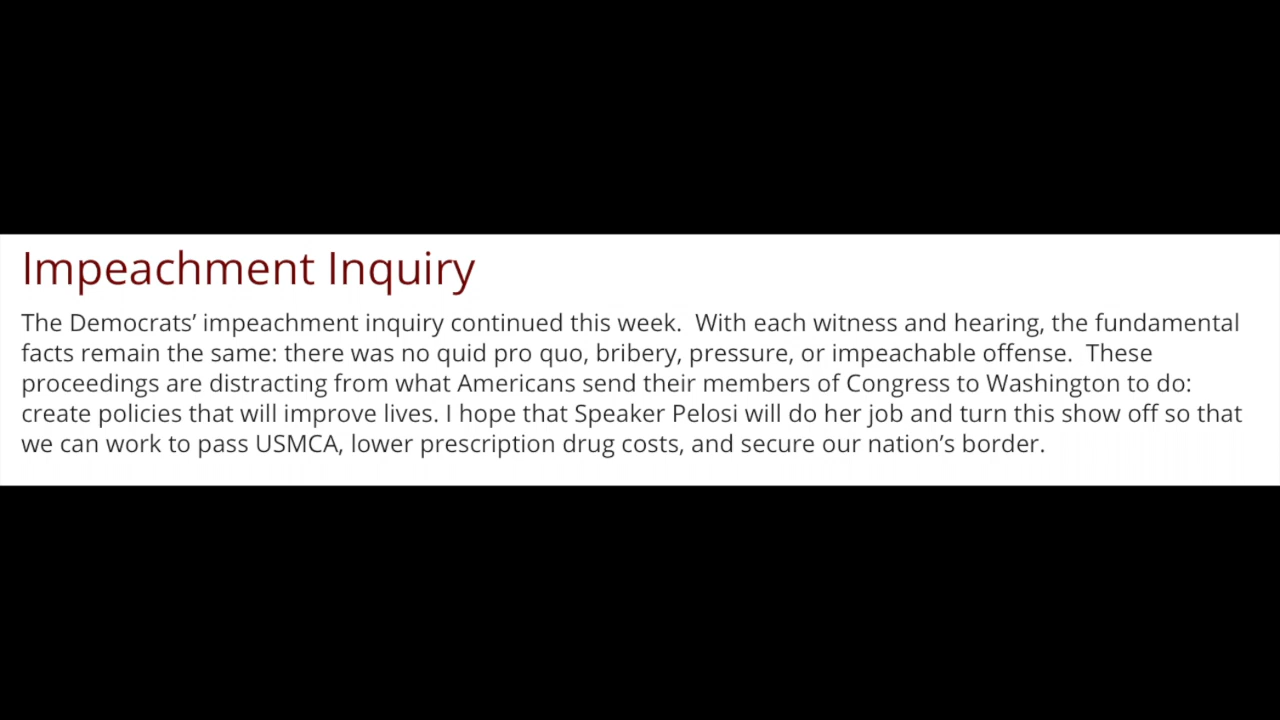 Impeachment Inquiry
The Democrats’ impeachment inquiry continued this week.  With each witness and hearing, the fundamental
facts remain the same: there was no quid pro quo, bribery, pressure, or impeachable offense.  These
proceedings are distracting from what Americans send their members of Congress to Washington to do:
create policies that will improve lives. I hope that Speaker Pelosi will do her job and turn this show off so that
we can work to pass USMCA, lower prescription drug costs, and secure our nation’s border.